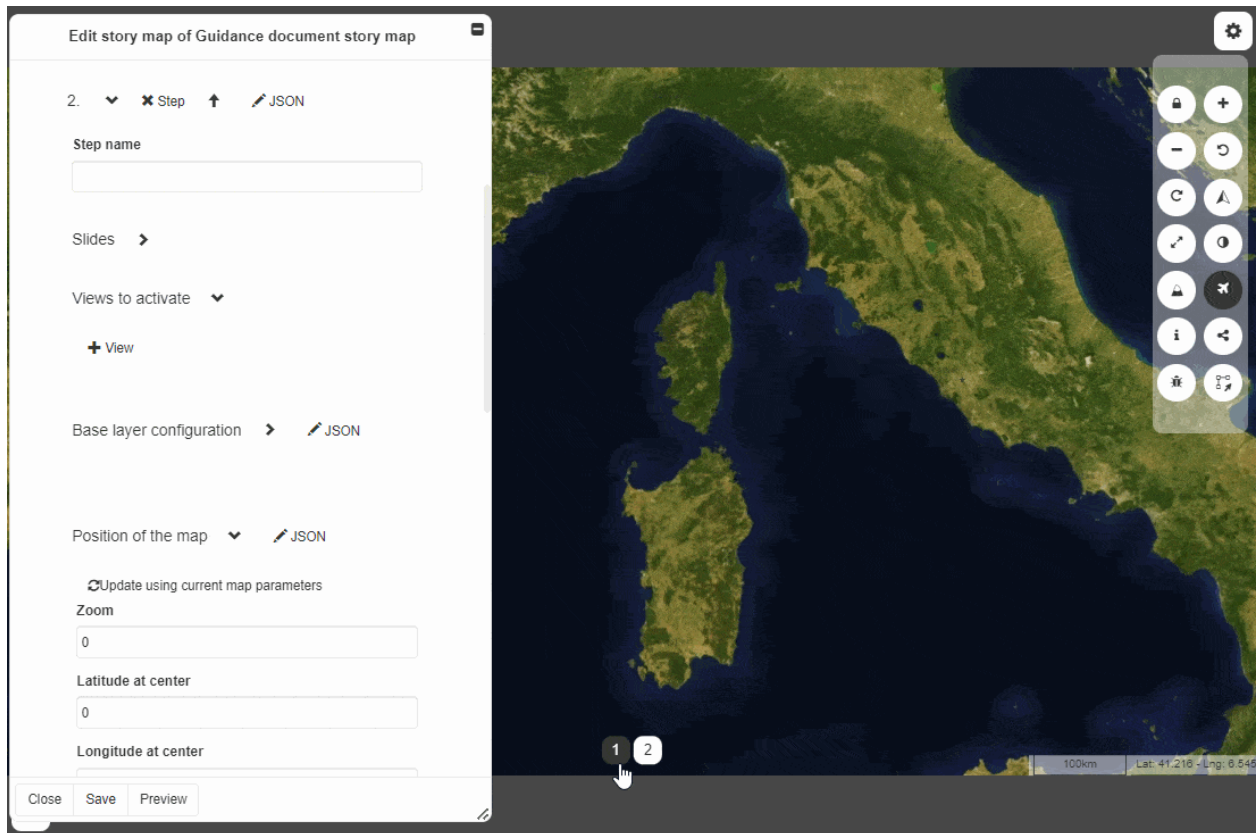 Edit story map of Guidance document story map
2. Step JSON
Step name
Slides
Views to activate
View
Base layer configuration JSON
Position of the map JSON
Update using current map parameters
Zoom
0
Latitude at center
0
Longitude at center
Close Save Preview
1 2
100km Lat: 41.216 - Lng: 6.545